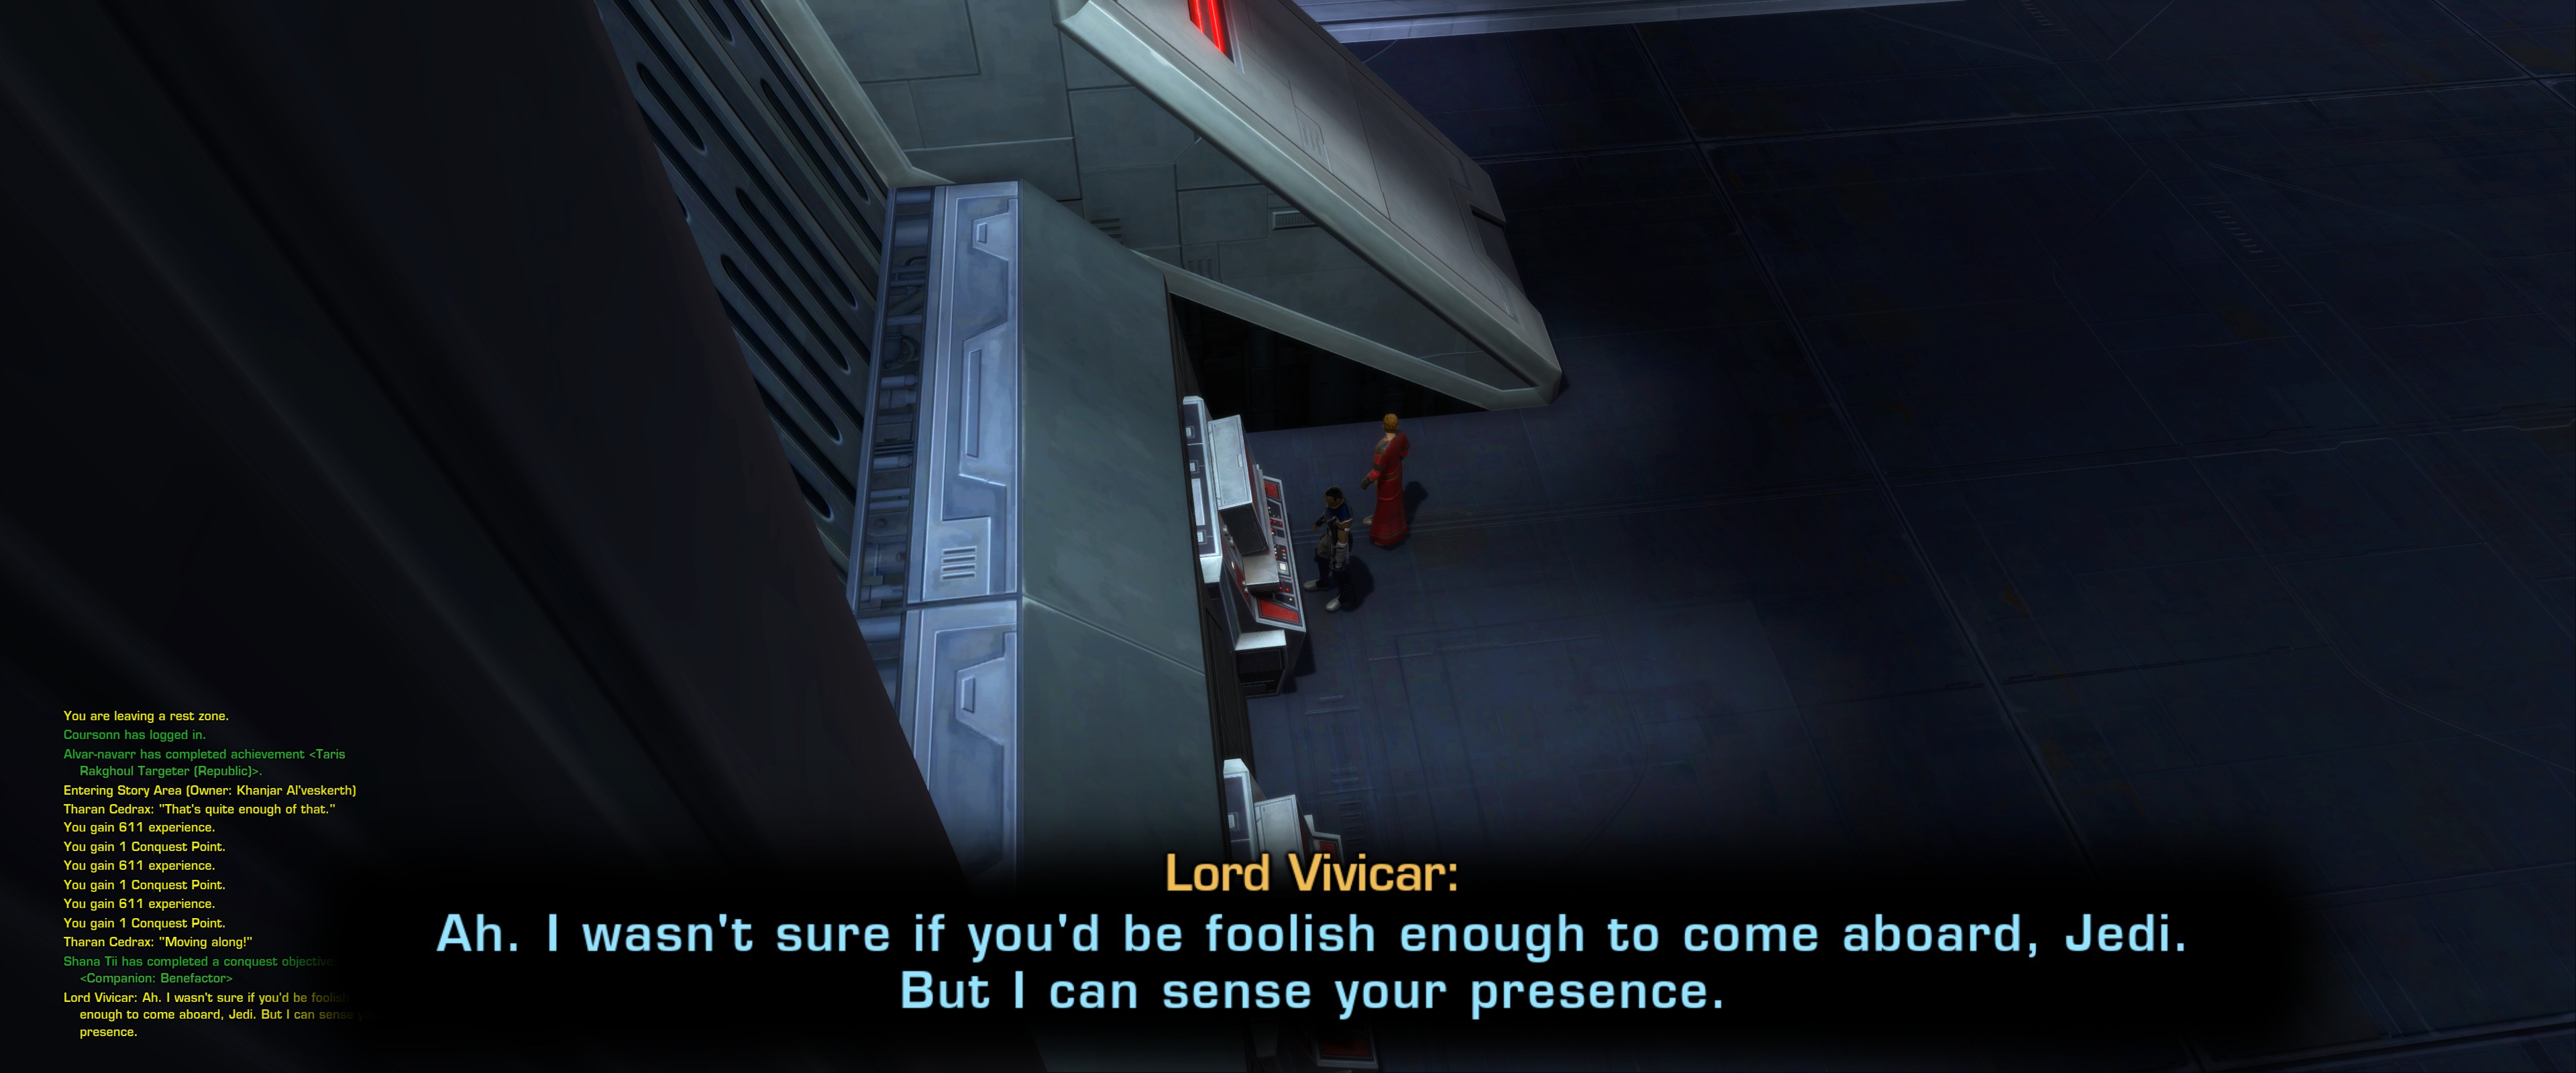 You are leaving a rest zone.
Coursonn has logged in.
Alvar-navarr has completed achievement <Taris
Rakghoul Targeter (Republic)>.
Entering Story Area (Owner: Khanjar Al'veskerth)
Tharan Cedrax: "That's quite enough of that."
You gain 611 experience.
You gain 1 Conquest Point.
You gain 611 experience.
You gain 1 Conquest Point.
You gain 611 experience.
You gain 1 Conquest Point.
Tharan Cedrax: "Moving along!"
Shana Tii has completed a conquest objective
<Companion: Benefactor>
Lord Vivicar: Ah. I wasn't sure if you'd be foolish
enough to come aboard, Jedi. But I can sense
presence.
Lord Vivicar:
Ah. I wasn't sure if you'd be foolish enough to come aboard, Jedi.
But I can sense your presence.